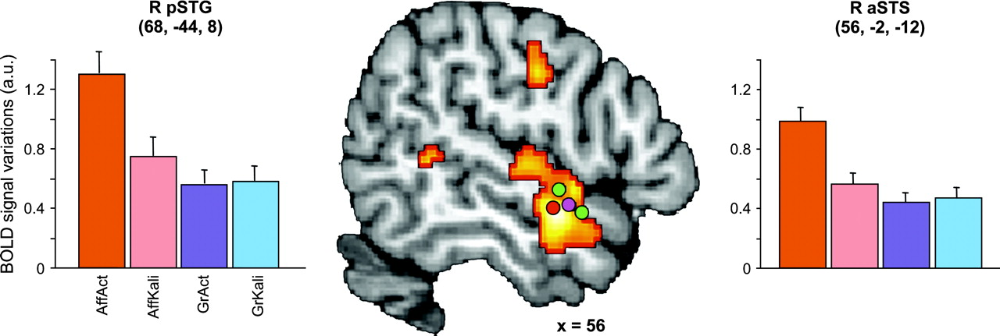 R pSTG
(68, -44, 8)
BOLD signal variations (a.u.)
1.2
0.8
0.4
0
AffAct
AffKali
GrAct
GrKali
x = 56
R aSTS
(56, -2, -12)
1.2
0.8
0.4
0